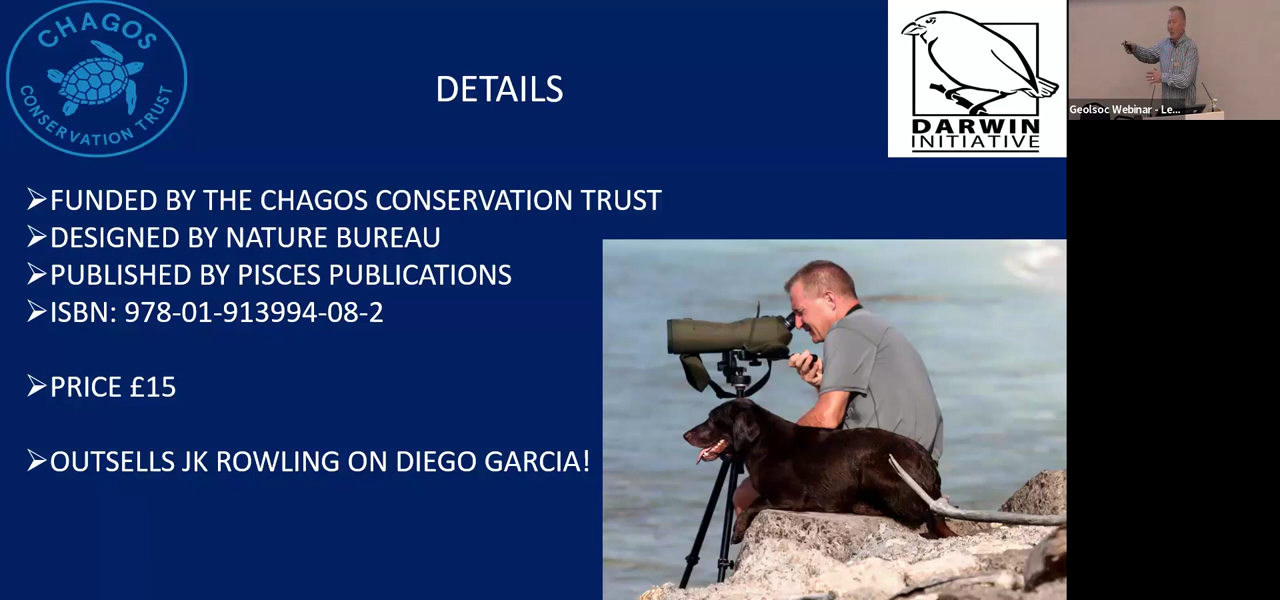 CHAGOS
CONSERVATION TRUST
DETAILS
DARWIN
INITIATIVE
Geolsoc Webinar - Le...
➢FUNDED BY THE CHAGOS CONSERVATION TRUST
➢DESIGNED BY NATURE BUREAU
➢PUBLISHED BY PISCES PUBLICATIONS
➢ISBN: 978-01-913994-08-2
➢PRICE £15
➢OUTSELLS JK ROWLING ON DIEGO GARCIA!